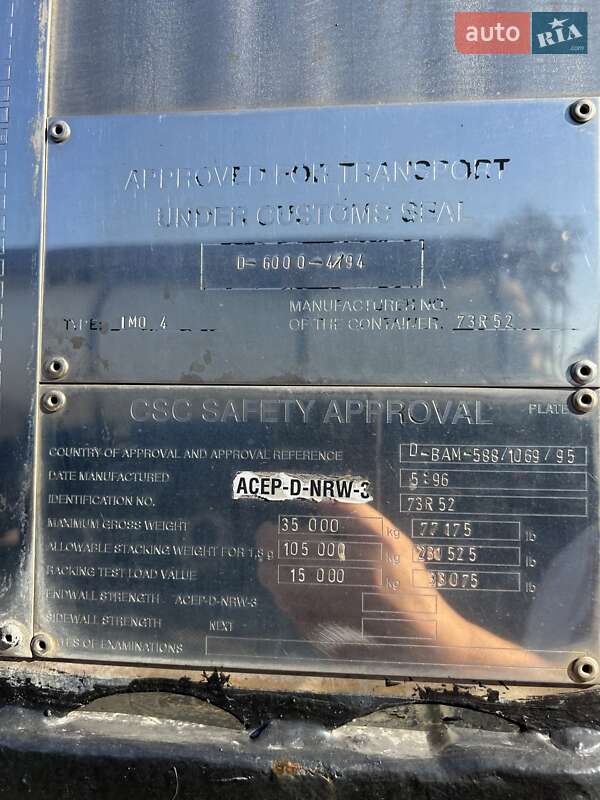 auto RIA .com
APPROVED FOR TRANSPORT
UNDER CUSTOMS SEAL
D-6000-4/94
TYPE: IMO 4
MANUFACTURER NO.
OF THE CONTAINER. 73R52
CSC SAFETY APPROVAL PLATE
COUNTRY OF APPROVAL AND APPROVAL REFERENCE D-BAM-588/1069/95
DATE MANUFACTURED 5.96
IDENTIFICATION NO. ACEP-D-NRW-3 73R52
MAXIMUM GROSS WEIGHT 35 000 kg 77175 lb
ALLOWABLE STACKING WEIGHT FOR 1,8 g 105 000 kg 231525 lb
RACKING TEST LOAD VALUE 15 000 kg 33075 lb
ENDWALL STRENGTH ACEP-D-NRW-3
SIDEWALL STRENGTH NEXT
DATES OF EXAMINATIONS